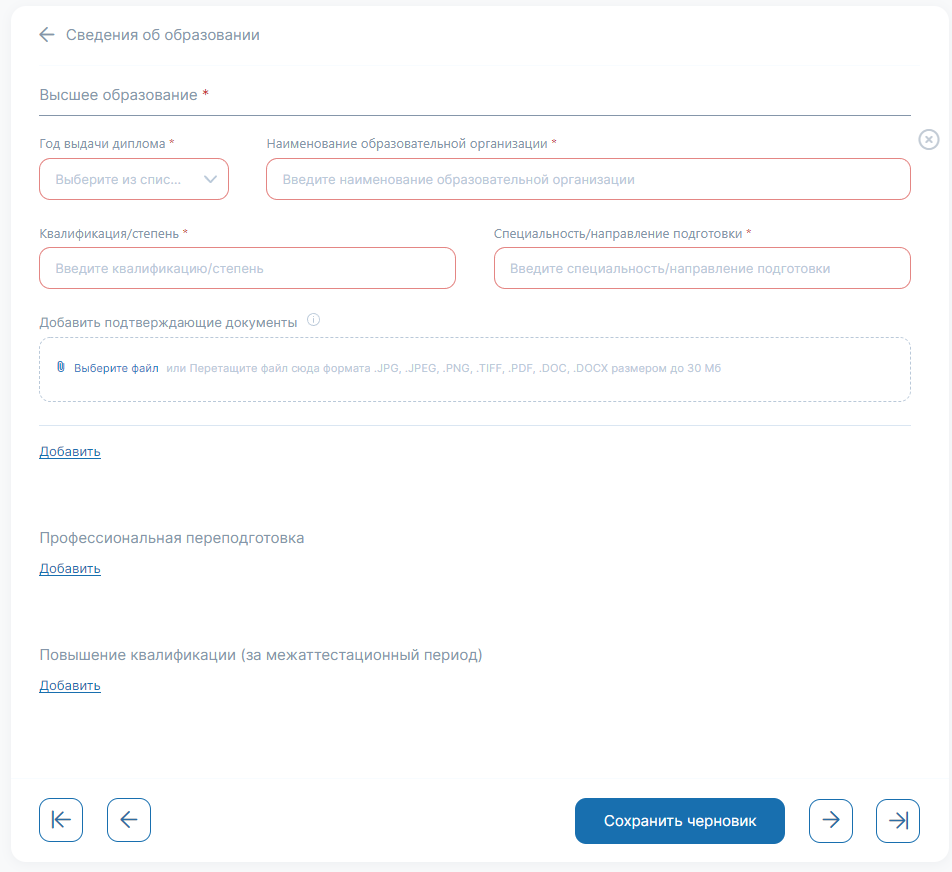 Сведения об образовании
Высшее образование *
Год выдачи диплома *
Наименование образовательной организации *
Выберите из спис...
Введите наименование образовательной организации
Квалификация/степень *
Специальность/направление подготовки *
Введите квалификацию/степень
Введите специальность/направление подготовки
Добавить подтверждающие документы
Выберите файл или Перетащите файл сюда формата .JPG, .JPEG, .PNG, .TIFF, .PDF, .DOC, .DOCX размером до 30 Мб
Добавить
Профессиональная переподготовка
Добавить
Повышение квалификации (за межаттестационный период)
Добавить
Сохранить черновик